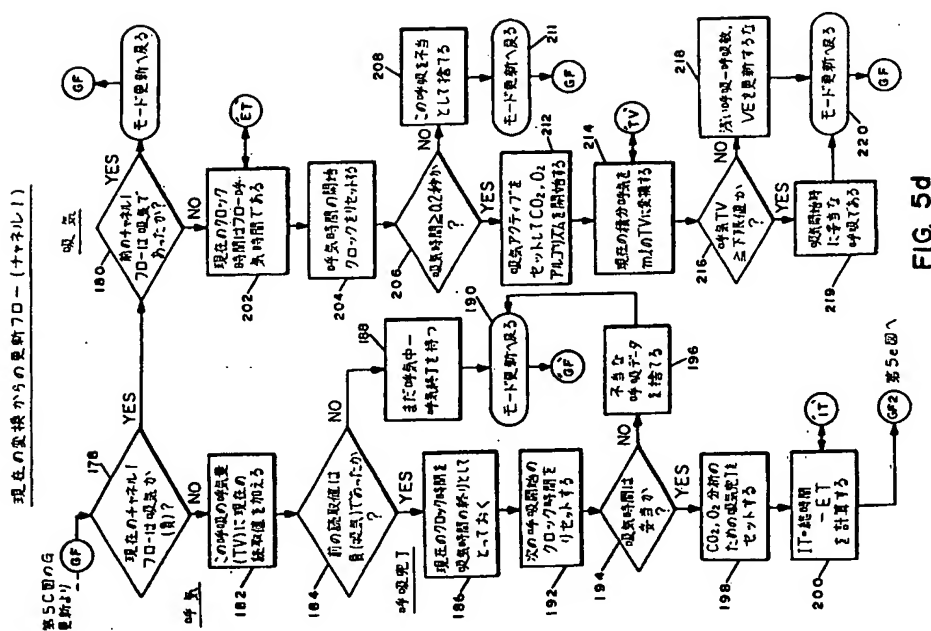 現在の変換からの更新フロー(チャネル1)
第5C図のG
更新より
GF
178
現在のチャネル1
フローは吸気か
(負)?
YES
NO
吸気
180
前のチャネル1
フローは吸気で
あったか?
YES
モード更新へ戻る
GF
NO
現在のクロック
時間はフロー呼
気時間である
202
"ET"
204
呼気時間の開始
クロックをリセットする
206
吸気時間≧0.2秒か
?
NO
208
この呼吸を不当
として捨てる
モード更新へ戻る
211
GF
YES
212
吸気アクティブを
セットしてCO2,O2
アルゴリズムを開始する
214
現在の積分呼気を
mlのTVに変換する
"TV"
216
呼気TV
≧下限値か
?
NO
218
浅い呼吸-呼吸数,
VEを更新するな
YES
219
吸気開始時
に妥当な
呼吸である
モード更新へ戻る
220
GF
呼気
182
この呼吸の呼気量
(TV)に現在の
読取値を加える
184
前の読取値は
負(吸気)であったか
?
NO
188
まだ呼気中-
呼気終了を待つ
190
モード更新へ戻る
"GF"
YES
呼吸完了
186
現在のクロック時間を
吸気時間の終りとして
とっておく
192
次の呼吸開始の
クロック時間を
リセットする
194
吸気時間は
妥当か
?
NO
196
不当な
呼吸データ
を捨てる
YES
198
CO2,O2分析の
ための吸気完了を
セットする
200
IT=総時間
-ET
を計算する
"IT"
GF2
第5e図へ
FIG. 5d